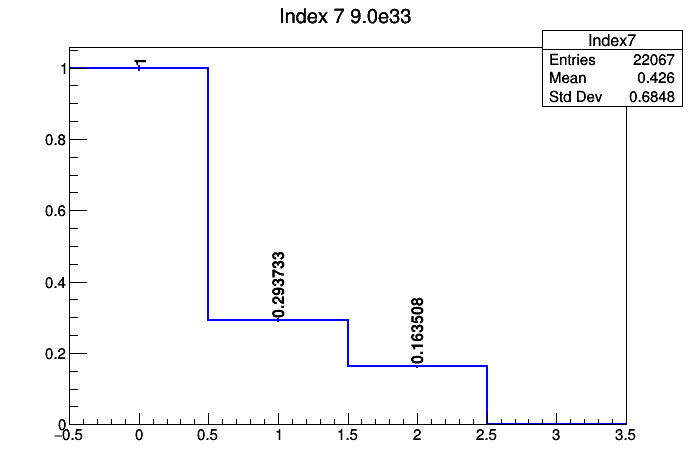 Index 7 9.0e33
Index7
Entries 22067
Mean 0.426
Std Dev 0.6848
1
0.293733
0.163508
1
0.8
0.6
0.4
0.2
0
−0.5 0 0.5 1 1.5 2 2.5 3 3.5